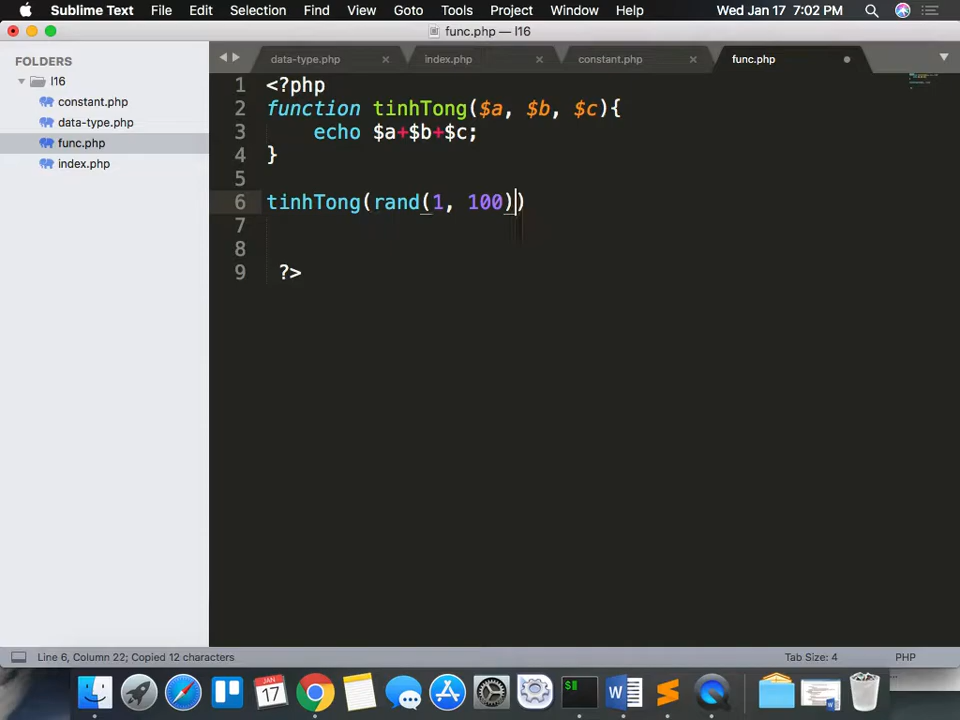 Sublime Text File Edit Selection Find View Goto Tools Project Window Help Wed Jan 17 7:02 PM
func.php — l16
FOLDERS
l16
constant.php
data-type.php
func.php
index.php
data-type.php × index.php × constant.php × func.php
1 <?php
2 function tinhTong($a, $b, $c){
3 echo $a+$b+$c;
4 }
5
6 tinhTong(rand(1, 100))
7
8
9 ?>
Line 6, Column 22; Copied 12 characters Tab Size: 4 PHP
JAN
17
$